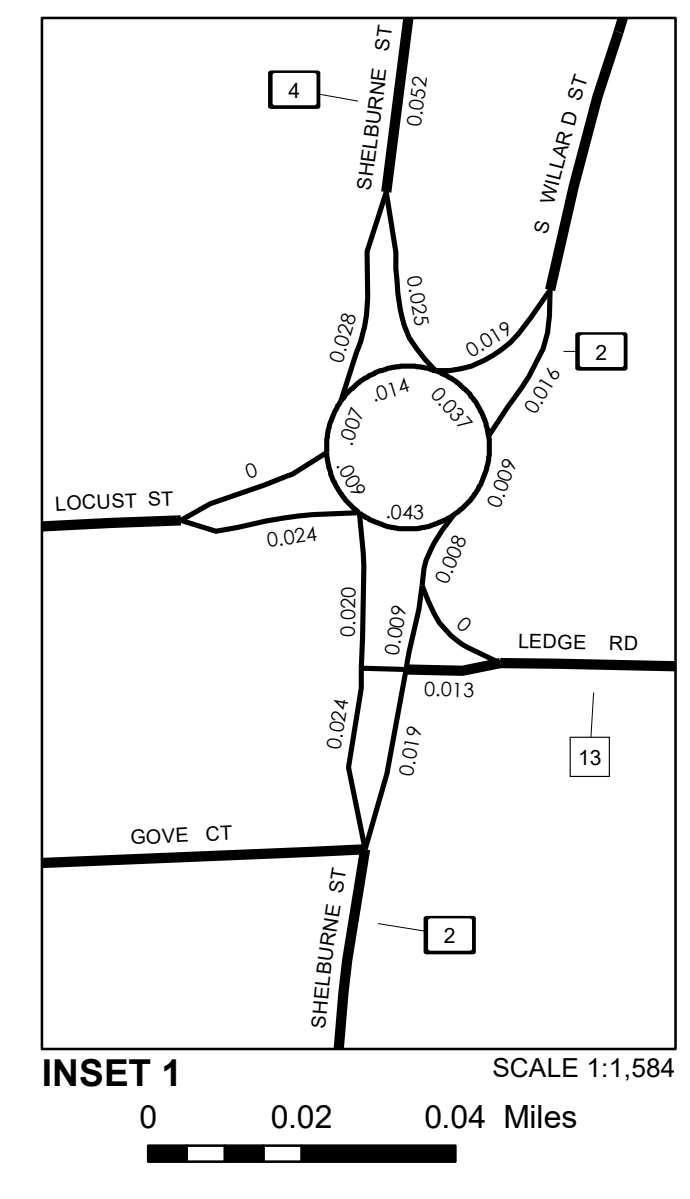 SHELBURNE ST
4
0.052
S WILLARD ST
0.028
0.025
0.019
2
0.016
.014
0.037
.007
.009
0
LOCUST ST
0.024
.043
0.009
0.008
0.020
0.009
0
LEDGE RD
0.013
0.024
0.019
13
GOVE CT
SHELBURNE ST
2
INSET 1
SCALE 1:1,584
0 0.02 0.04 Miles